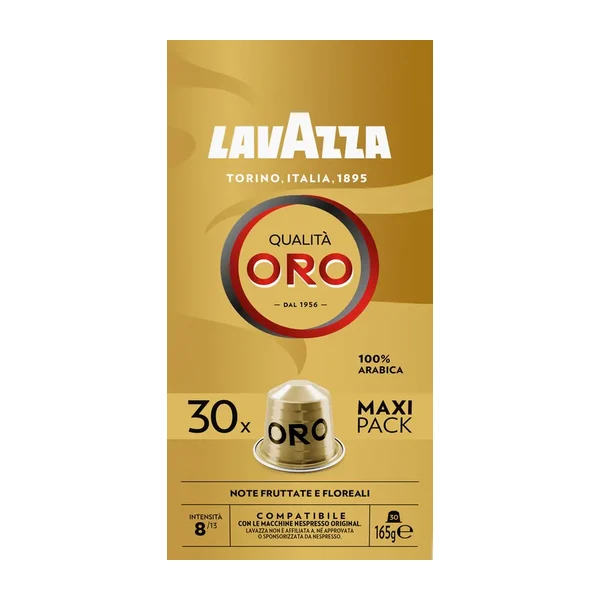 LAVAZZA
TORINO, ITALIA, 1895
QUALITÀ
ORO
DAL 1956
100%
ARABICA
30x
ORO
MAXI
PACK
NOTE FRUTTATE E FLOREALI
INTENSITÀ
8/13
COMPATIBILE
CON LE MACCHINE NESPRESSO ORIGINAL.
LAVAZZA NON È AFFILIATA A, NÉ APPROVATA
O SPONSORIZZATA DA NESPRESSO.
30
165g℮